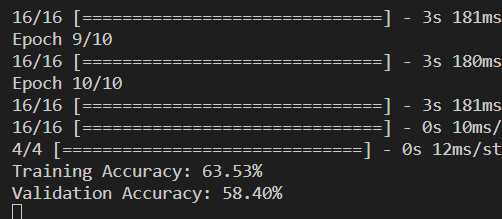 16/16 [==============================] - 3s 181ms
Epoch 9/10
16/16 [==============================] - 3s 180ms
Epoch 10/10
16/16 [==============================] - 3s 181ms
16/16 [==============================] - 0s 10ms/
4/4 [==============================] - 0s 12ms/st
Training Accuracy: 63.53%
Validation Accuracy: 58.40%